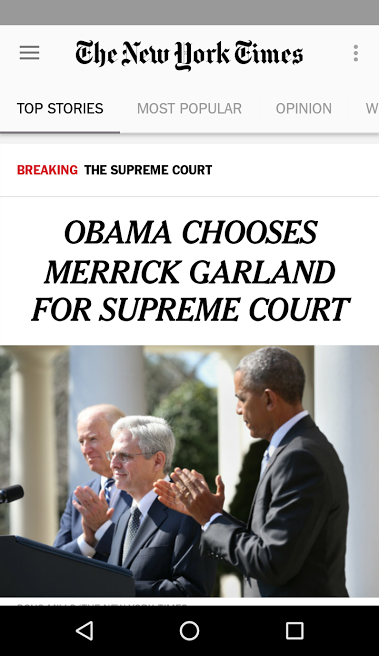 The New York Times
TOP STORIES MOST POPULAR OPINION W
BREAKING THE SUPREME COURT
OBAMA CHOOSES
MERRICK GARLAND
FOR SUPREME COURT